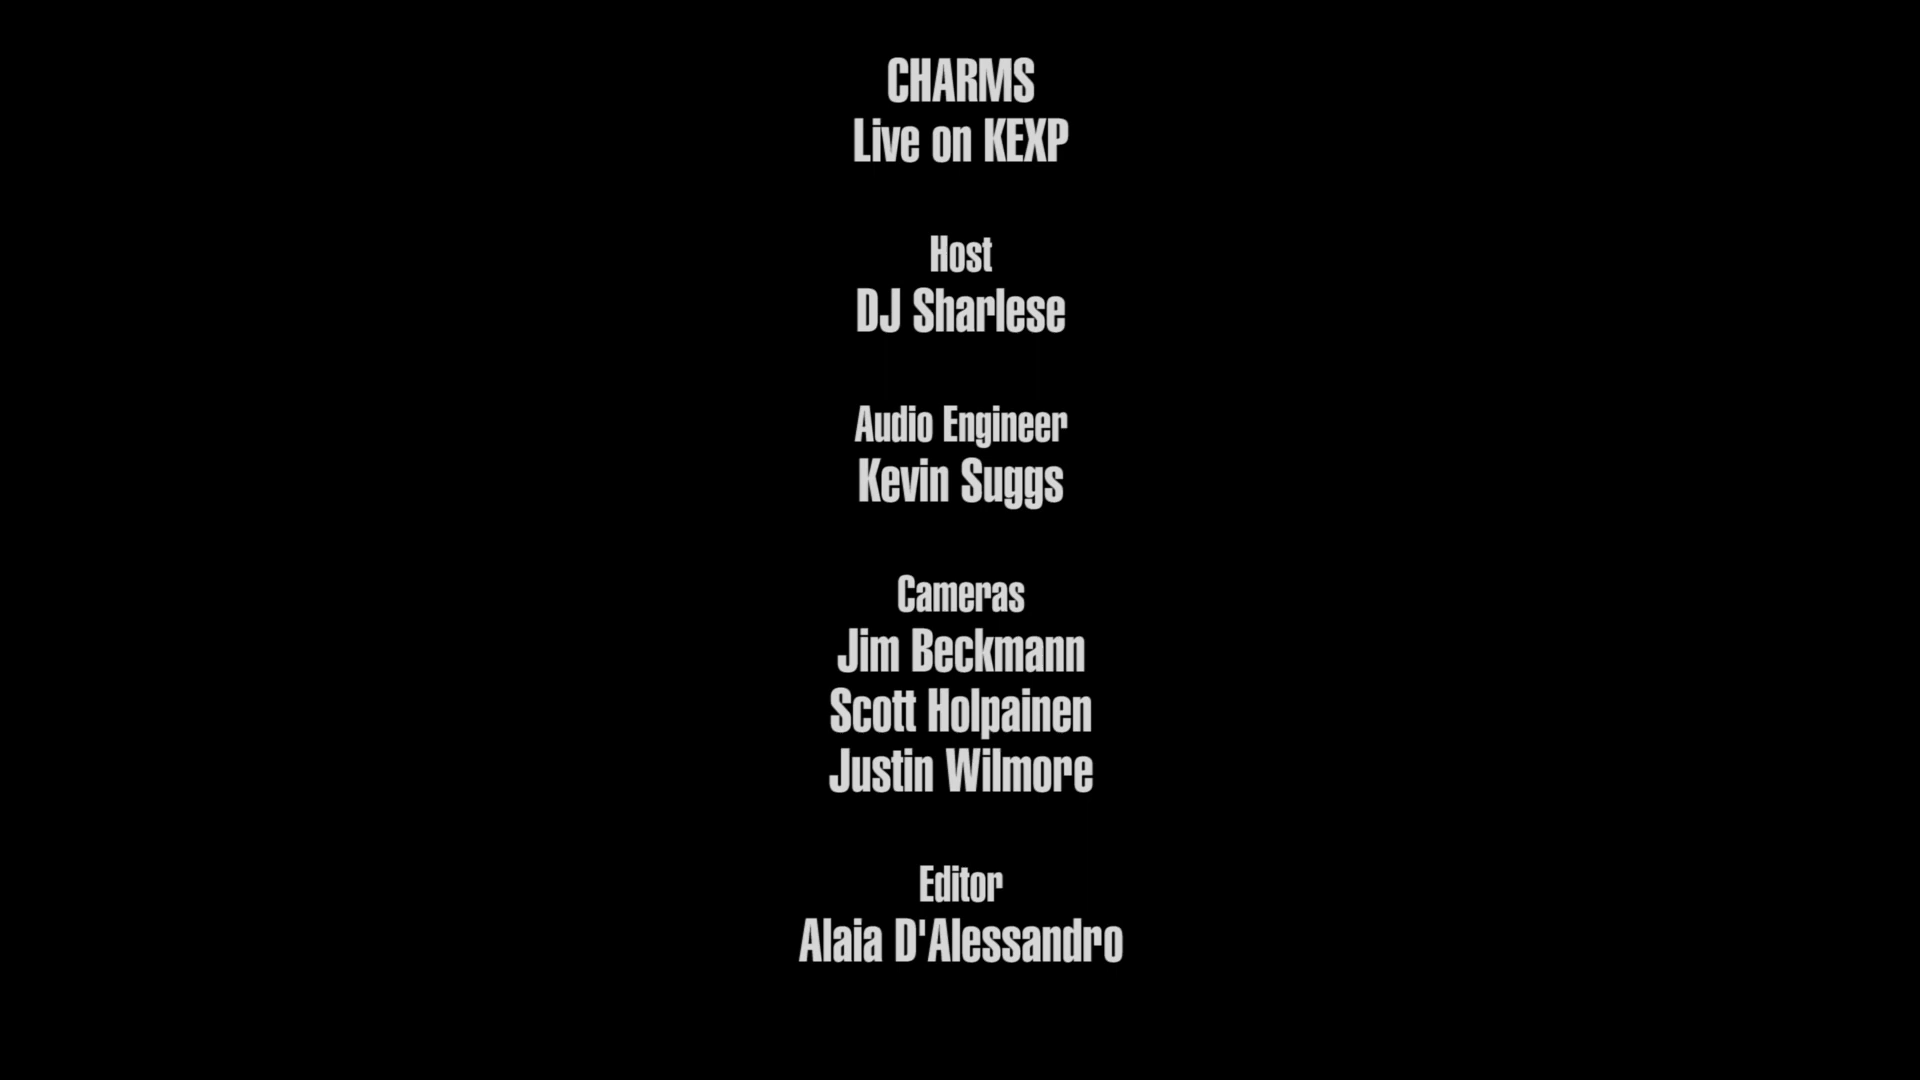 CHARMS
Live on KEXP
Host
DJ Sharlese
Audio Engineer
Kevin Suggs
Cameras
Jim Beckmann
Scott Holpainen
Justin Wilmore
Editor
Alaia D'Alessandro